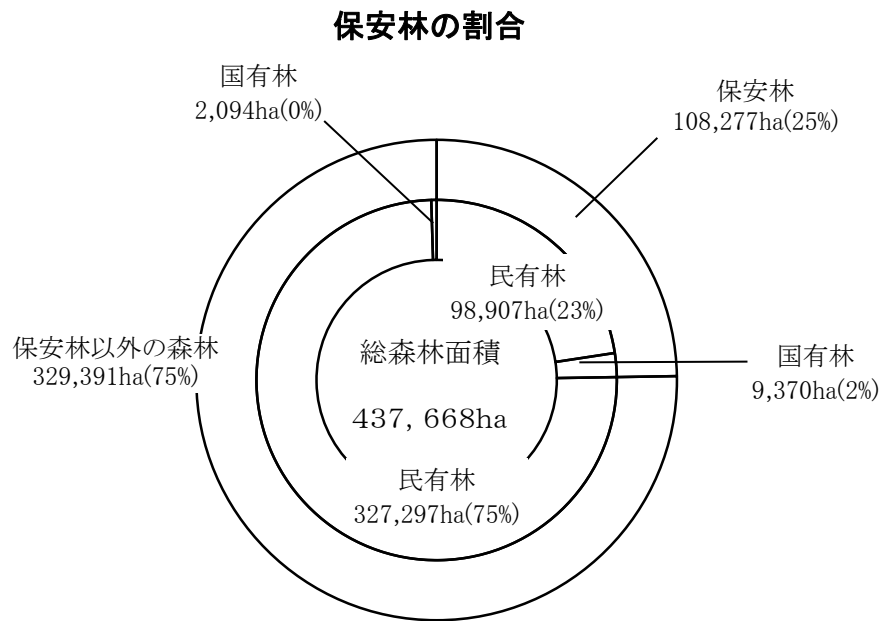 保安林の割合
国有林
2,094ha(0%)
保安林
108,277ha(25%)
民有林
98,907ha(23%)
保安林以外の森林
329,391ha(75%)
総森林面積
437,668ha
国有林
9,370ha(2%)
民有林
327,297ha(75%)